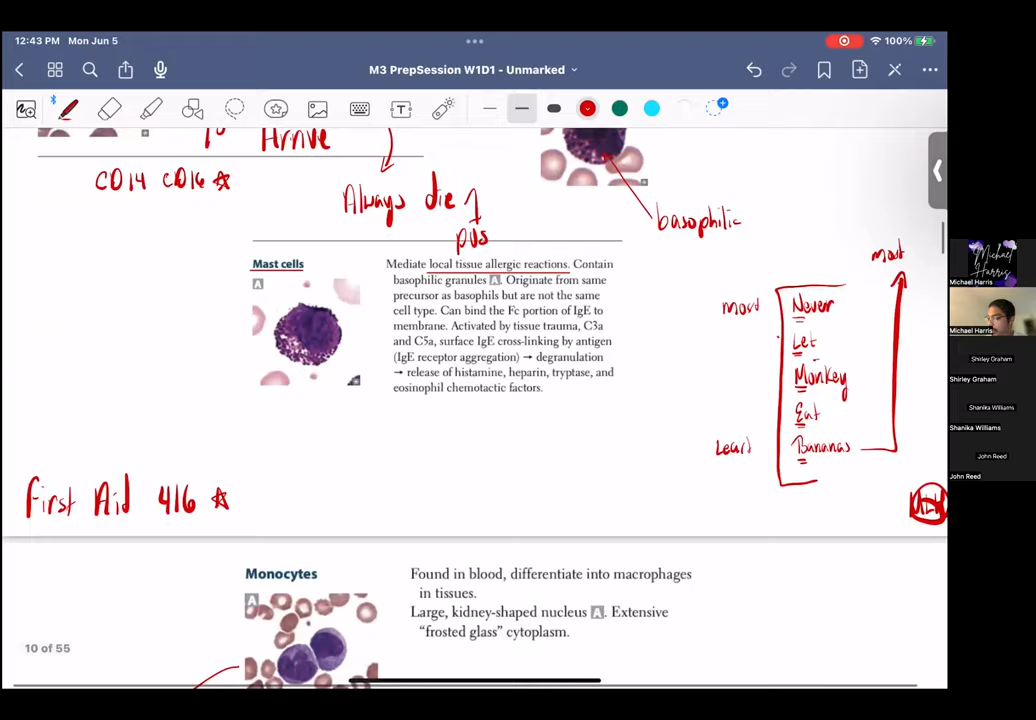 12:43 PM Mon Jun 5
100%
M3 PrepSession W1D1 - Unmarked
Arrive
CD14 CD16
Always die
pus
basophilic
Mast cells
A
Mediate local tissue allergic reactions. Contain
basophilic granules A. Originate from same
precursor as basophils but are not the same
cell type. Can bind the Fc portion of IgE to
membrane. Activated by tissue trauma, C3a
and C5a, surface IgE cross-linking by antigen
(IgE receptor aggregation) → degranulation
→ release of histamine, heparin, tryptase, and
eosinophil chemotactic factors.
most
most
Never
Let
Monkey
Eat
Least
Bananas
First Aid 416
Monocytes
A
Found in blood, differentiate into macrophages
in tissues.
Large, kidney-shaped nucleus A. Extensive
“frosted glass” cytoplasm.
10 of 55
Michael
Harris
Michael Harris
Michael Harris
Shirley Graham
Shirley Graham
Shanika Williams
Shanika Williams
John Reed
John Reed